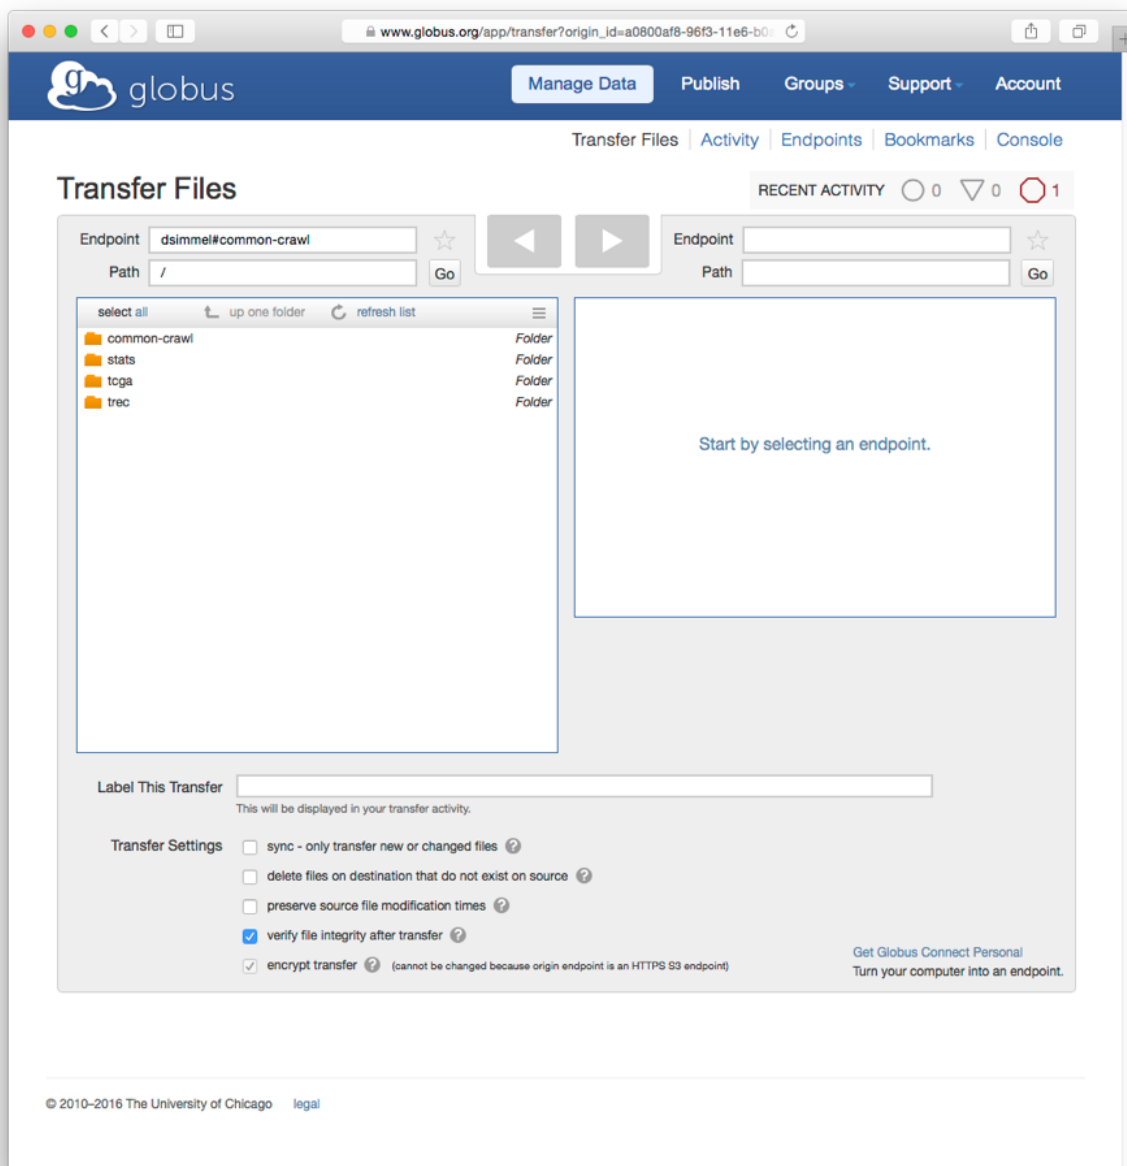 www.globus.org/app/transfer?origin_id=a0800af8-96f3-11e6-b0
globus
Manage Data Publish Groups Support Account
Transfer Files Activity Endpoints Bookmarks Console
Transfer Files
RECENT ACTIVITY 0 0 1
Endpoint dsimmel#common-crawl
Path / Go
Endpoint
Path Go
select all up one folder refresh list
common-crawl Folder
stats Folder
tcga Folder
trec Folder
Start by selecting an endpoint.
Label This Transfer
This will be displayed in your transfer activity.
Transfer Settings sync - only transfer new or changed files ?
delete files on destination that do not exist on source ?
preserve source file modification times ?
verify file integrity after transfer ?
encrypt transfer ? (cannot be changed because origin endpoint is an HTTPS S3 endpoint)
Get Globus Connect Personal
Turn your computer into an endpoint.
© 2010–2016 The University of Chicago legal